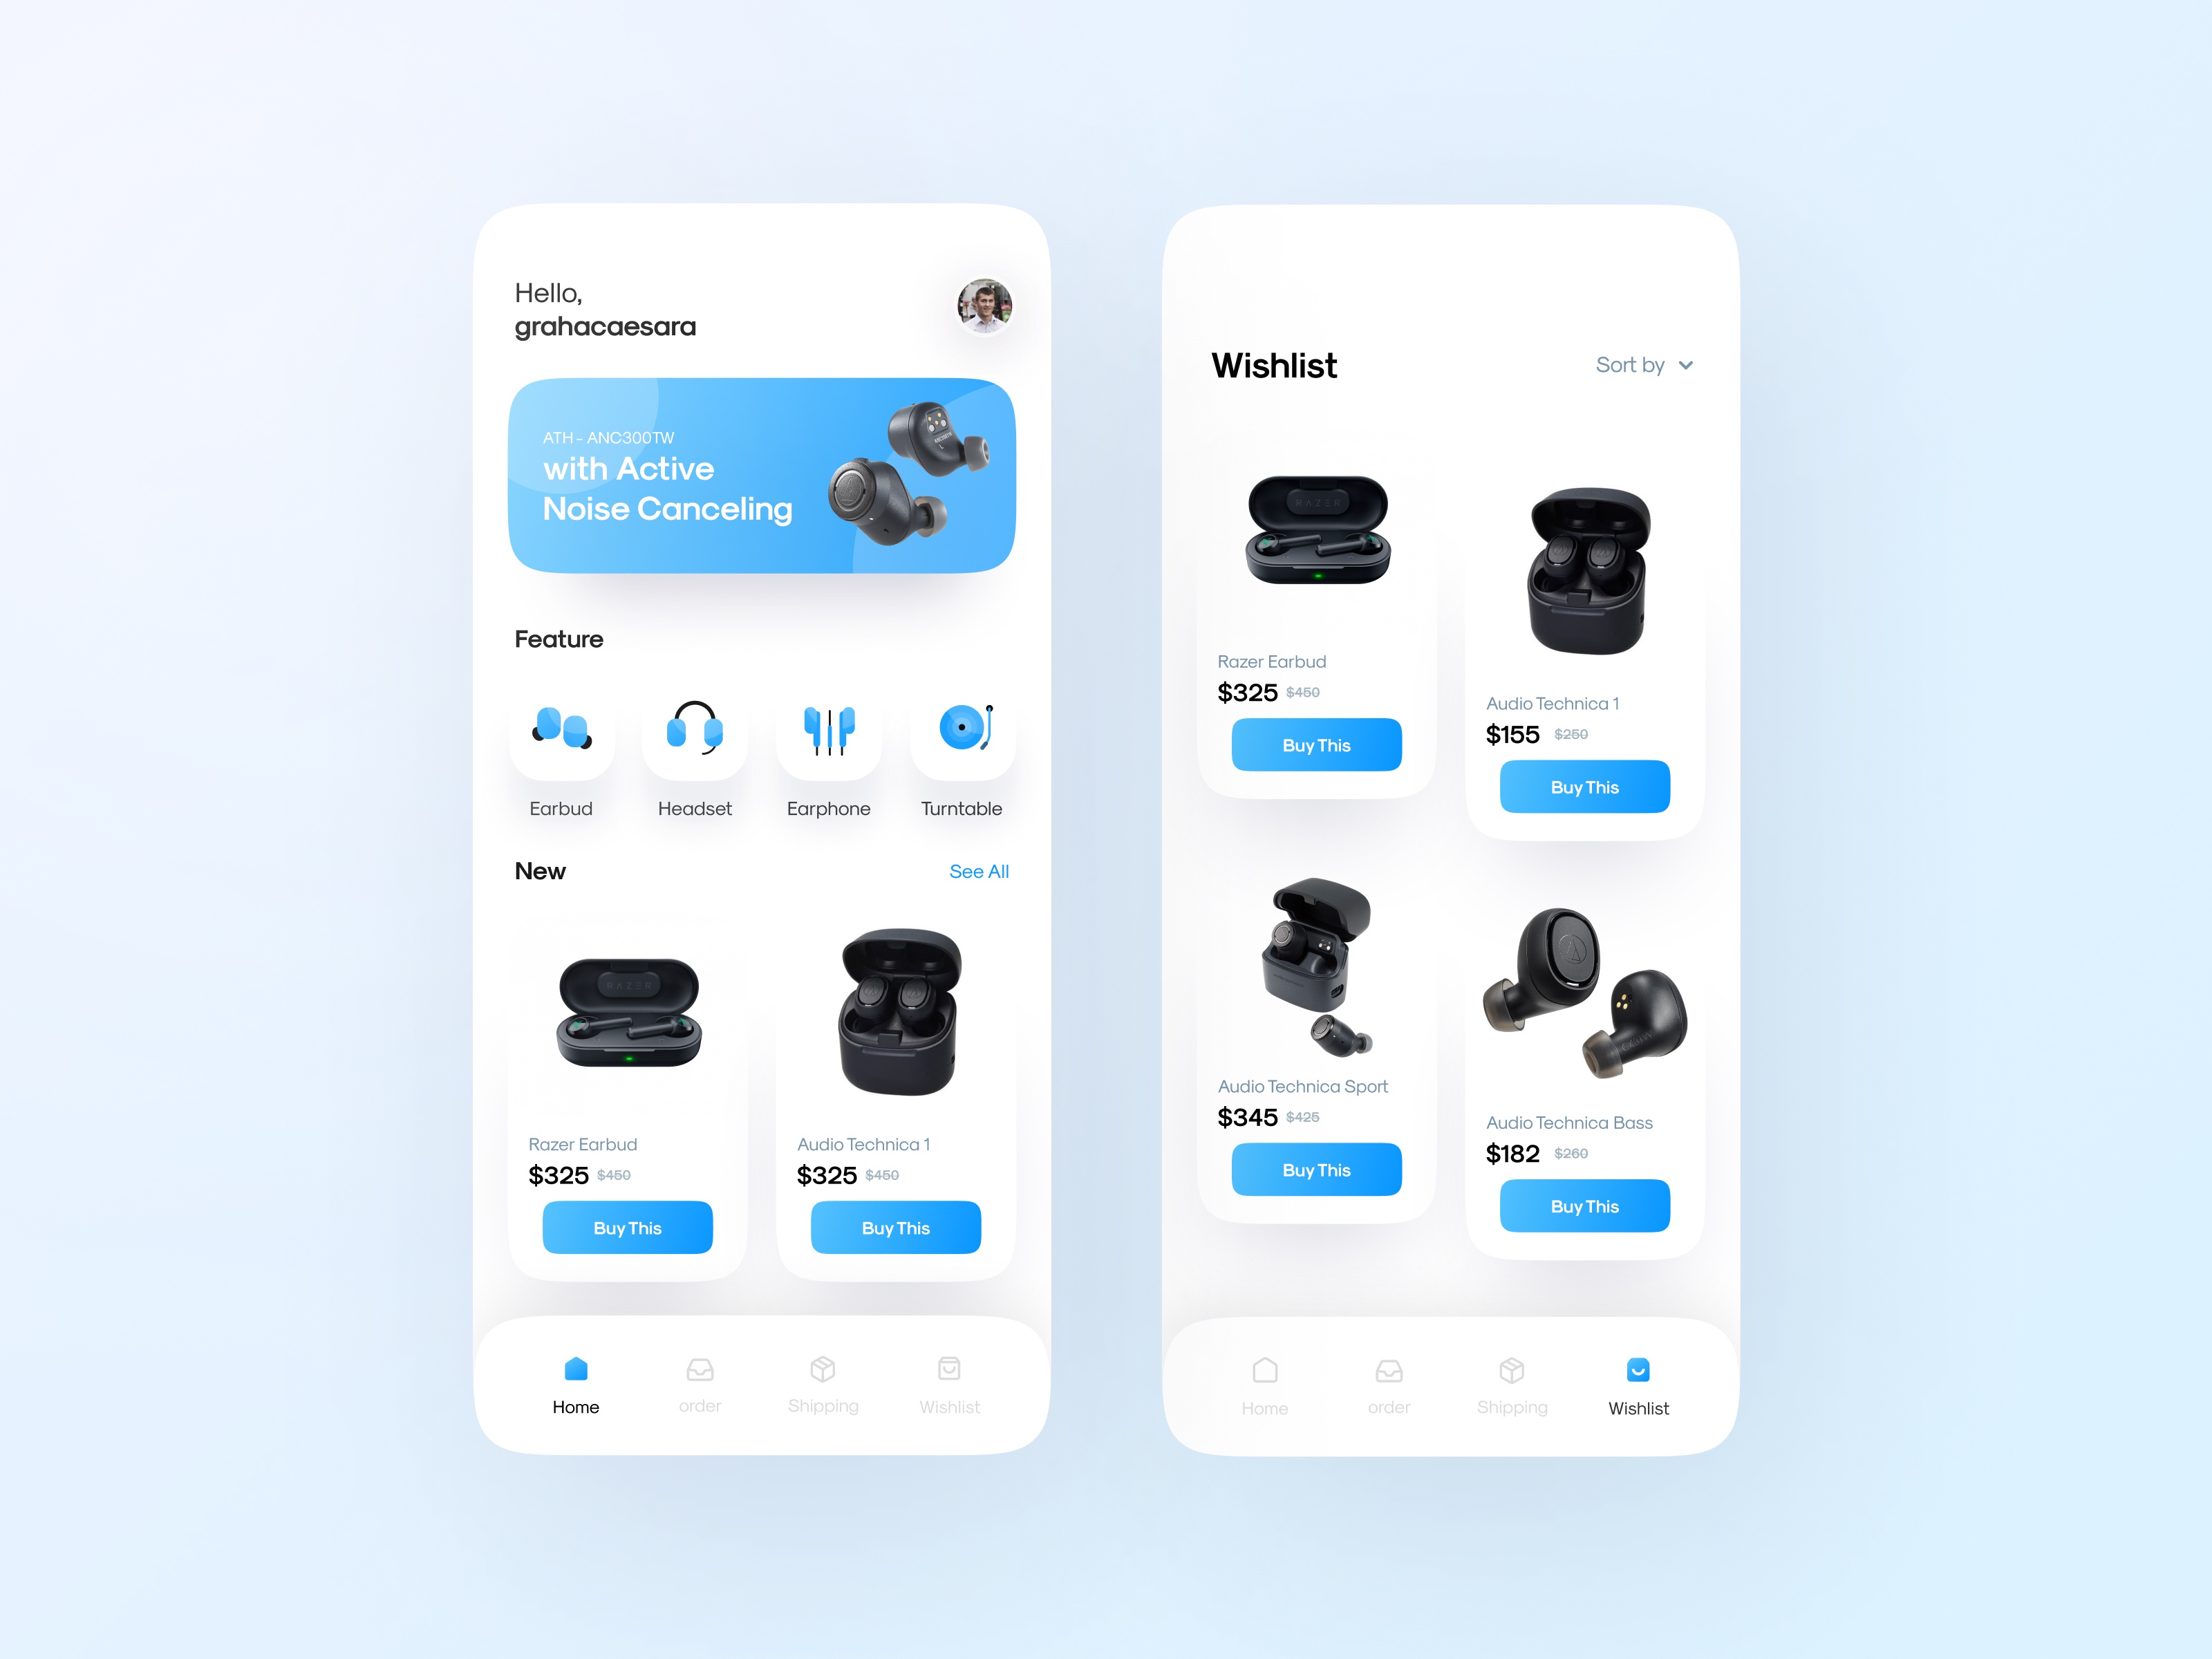 Hello,
grahacaesara
ATH - ANC300TW
with Active
Noise Canceling
Feature
Earbud
Headset
Earphone
Turntable
New
See All
RAZER
Razer Earbud
$325 $450
Buy This
Audio Technica 1
$325 $450
Buy This
Home
order
Shipping
Wishlist
Wishlist
Sort by
RAZER
Razer Earbud
$325 $450
Buy This
Audio Technica 1
$155 $250
Buy This
Audio Technica Sport
$345 $425
Buy This
Audio Technica Bass
$182 $260
Buy This
Home
order
Shipping
Wishlist